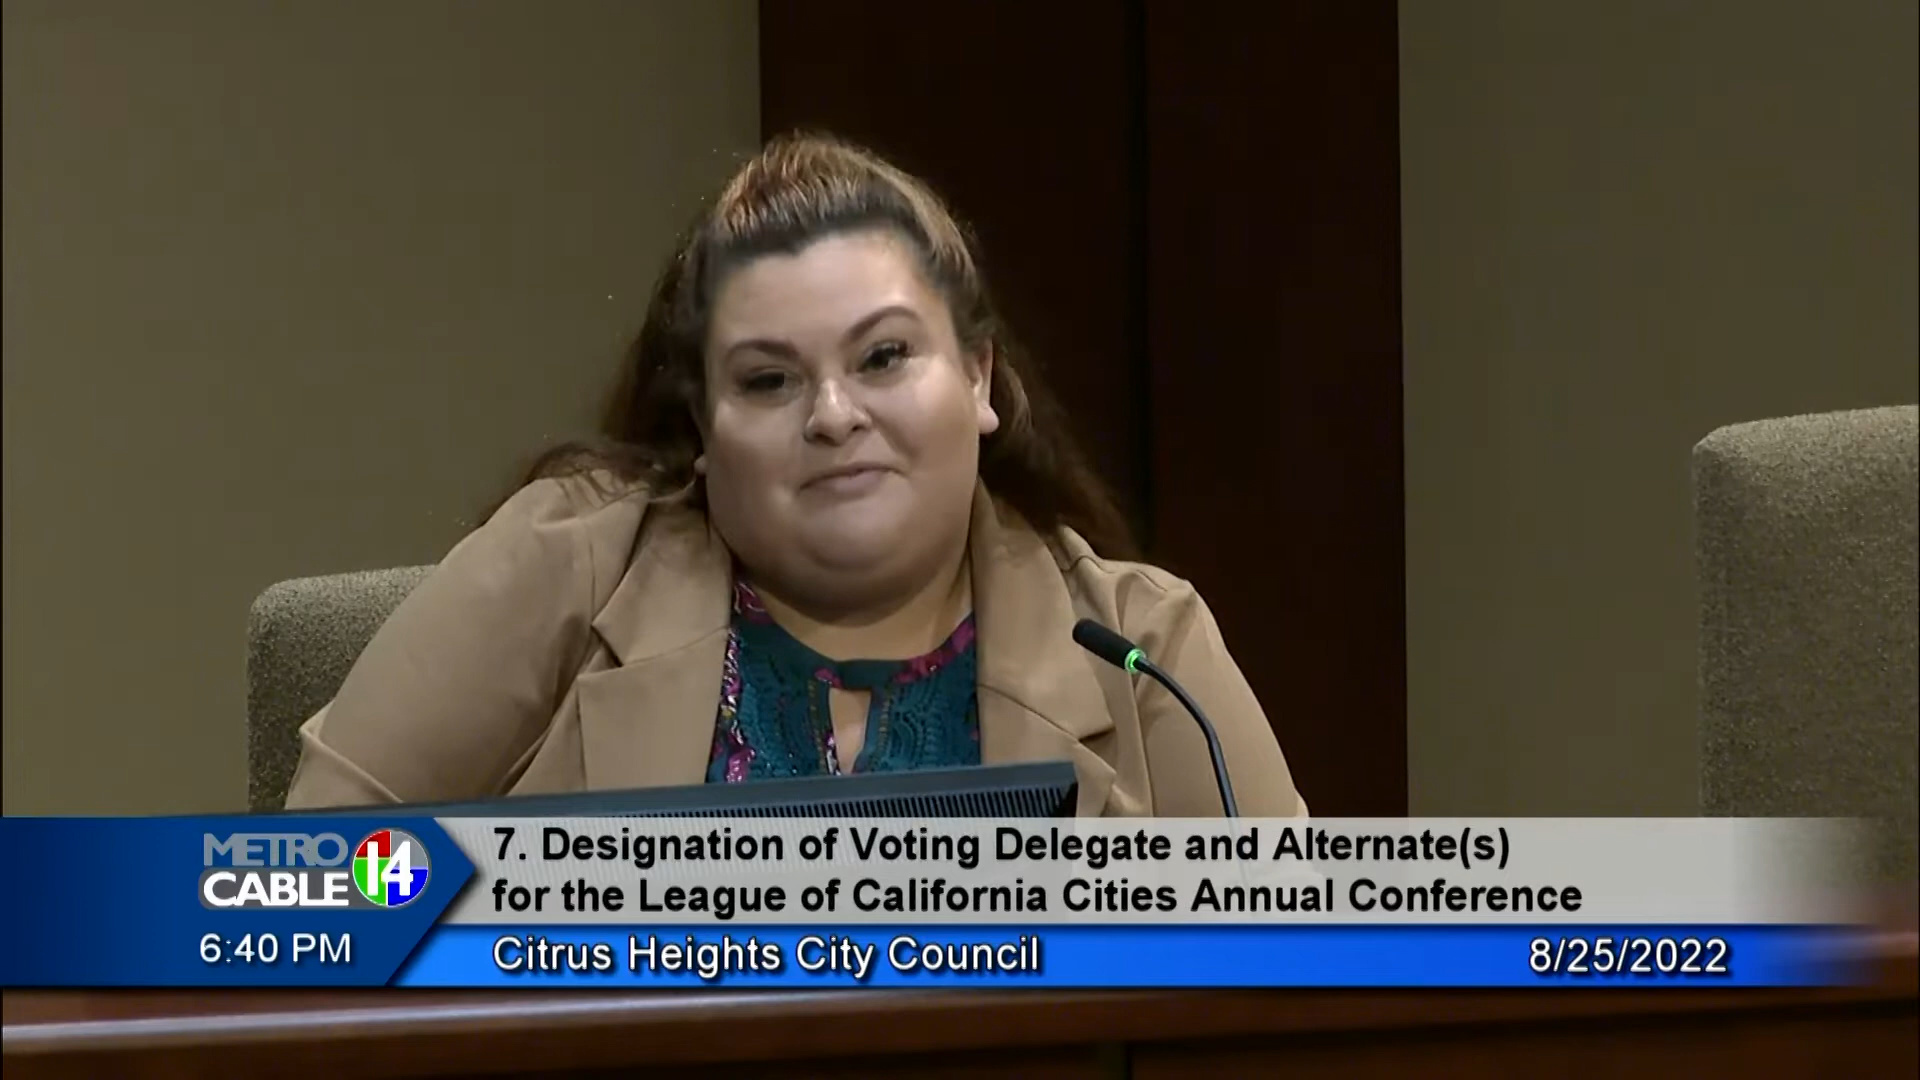 7. Designation of Voting Delegate and Alternate(s)
for the League of California Cities Annual Conference
METRO
CABLE 14
6:40 PM
Citrus Heights City Council
8/25/2022